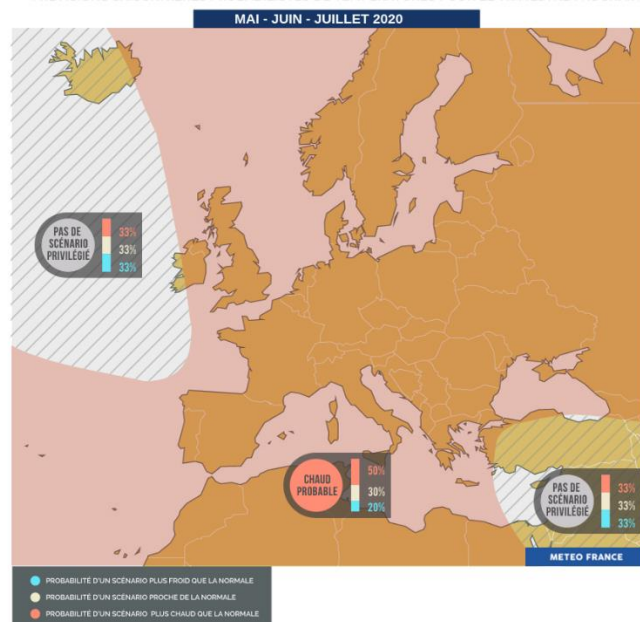 MAI - JUIN - JUILLET 2020
PAS DE
SCÉNARIO
PRIVILÉGIÉ
33%
33%
33%
CHAUD
PROBABLE
50%
30%
20%
PAS DE
SCÉNARIO
PRIVILÉGIÉ
33%
33%
33%
METEO FRANCE
PROBABILITÉ D'UN SCÉNARIO PLUS FROID QUE LA NORMALE
PROBABILITÉ D'UN SCÉNARIO PROCHE DE LA NORMALE
PROBABILITÉ D'UN SCÉNARIO PLUS CHAUD QUE LA NORMALE